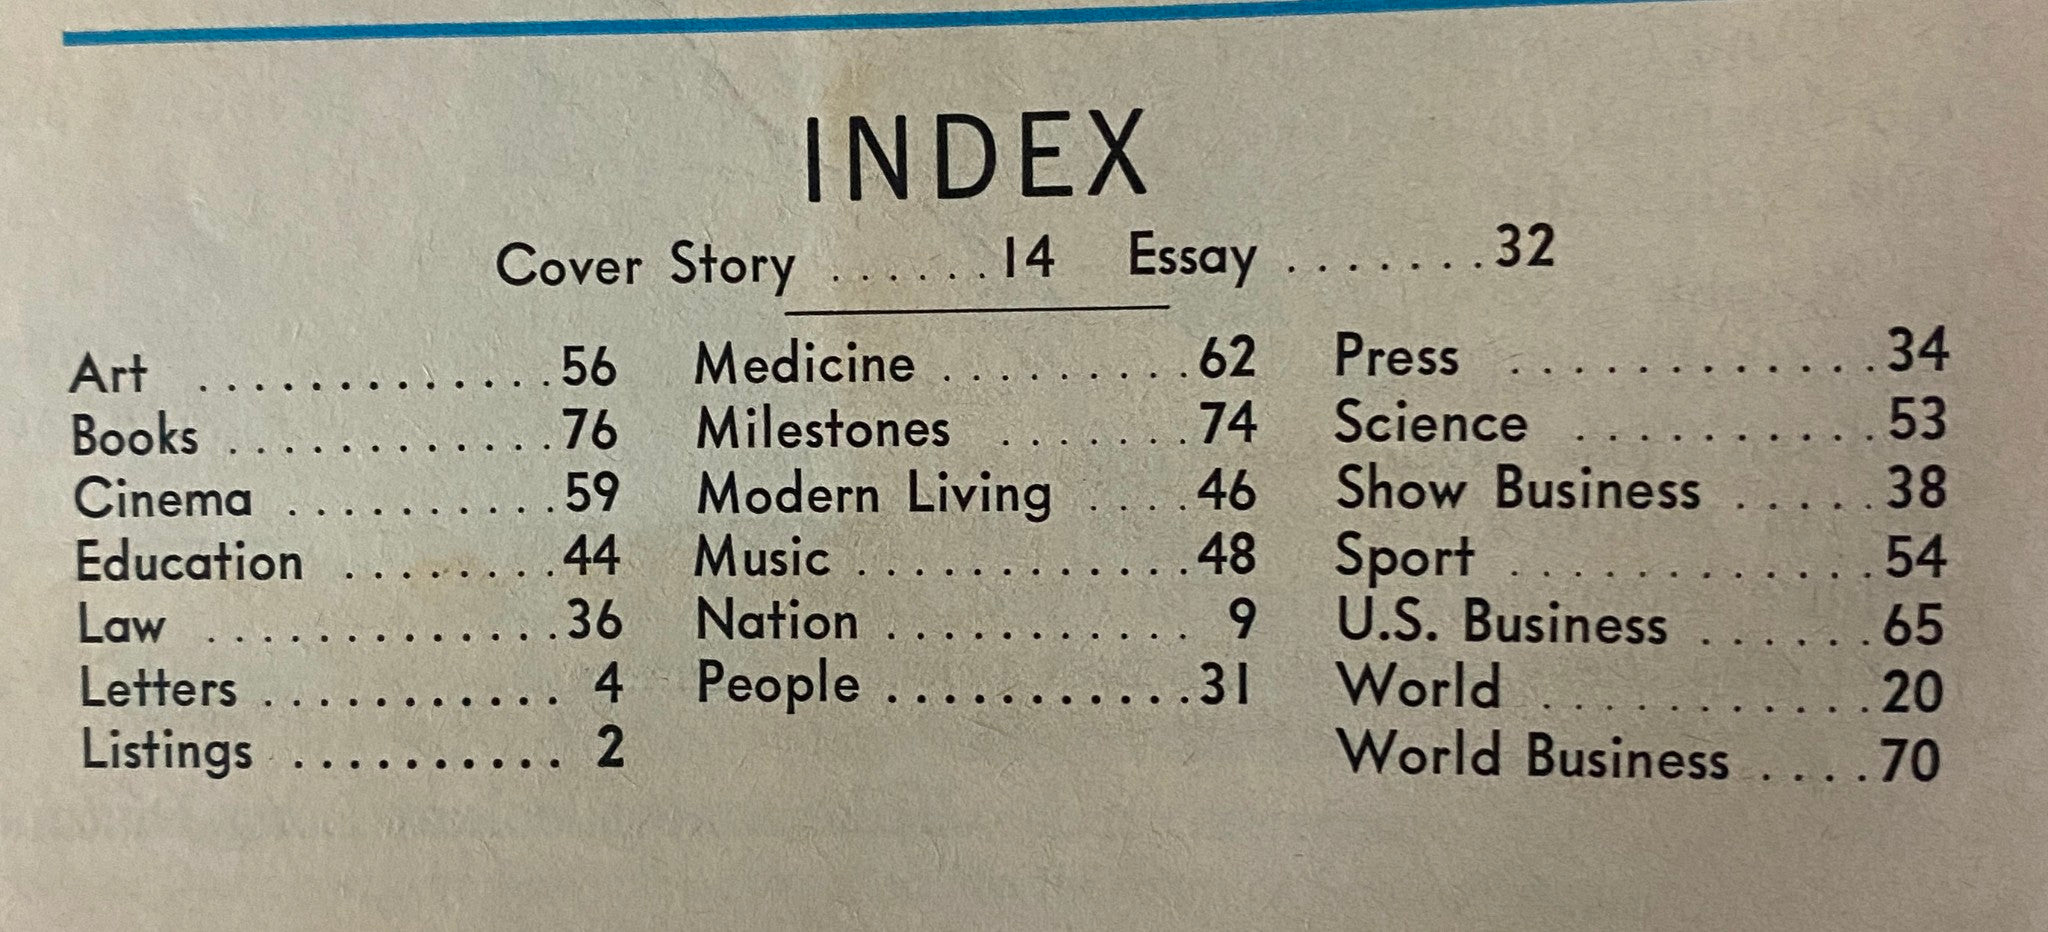 INDEX
Cover Story ......14 Essay .......32
Art .............56
Books ............76
Cinema ..........59
Education ........44
Law .............36
Letters ........... 4
Listings .......... 2
Medicine .........62
Milestones .......74
Modern Living ....46
Music ............48
Nation ........... 9
People ...........31
Press ............34
Science ..........53
Show Business .....38
Sport ............54
U.S. Business ......65
World ...........20
World Business ....70